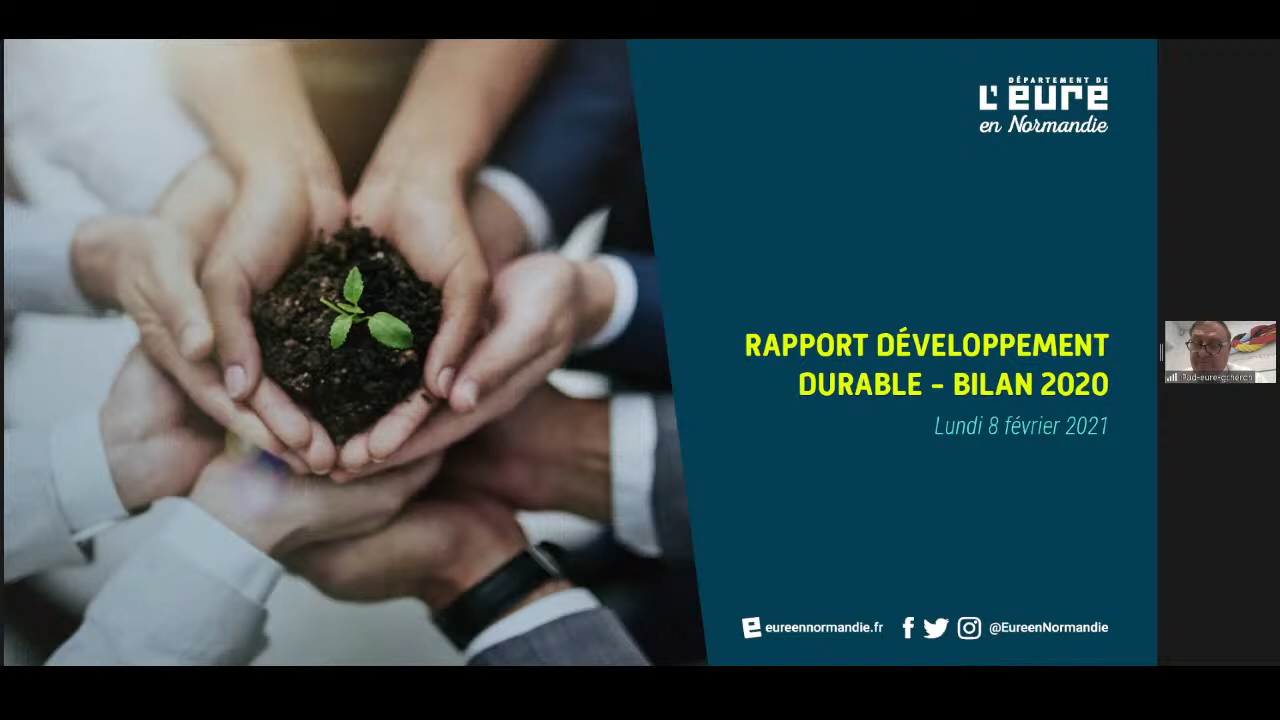 DÉPARTEMENT DE
L'eure
en Normandie
RAPPORT DÉVELOPPEMENT
DURABLE - BILAN 2020
Lundi 8 février 2021
eureennormandie.fr
@EureenNormandie